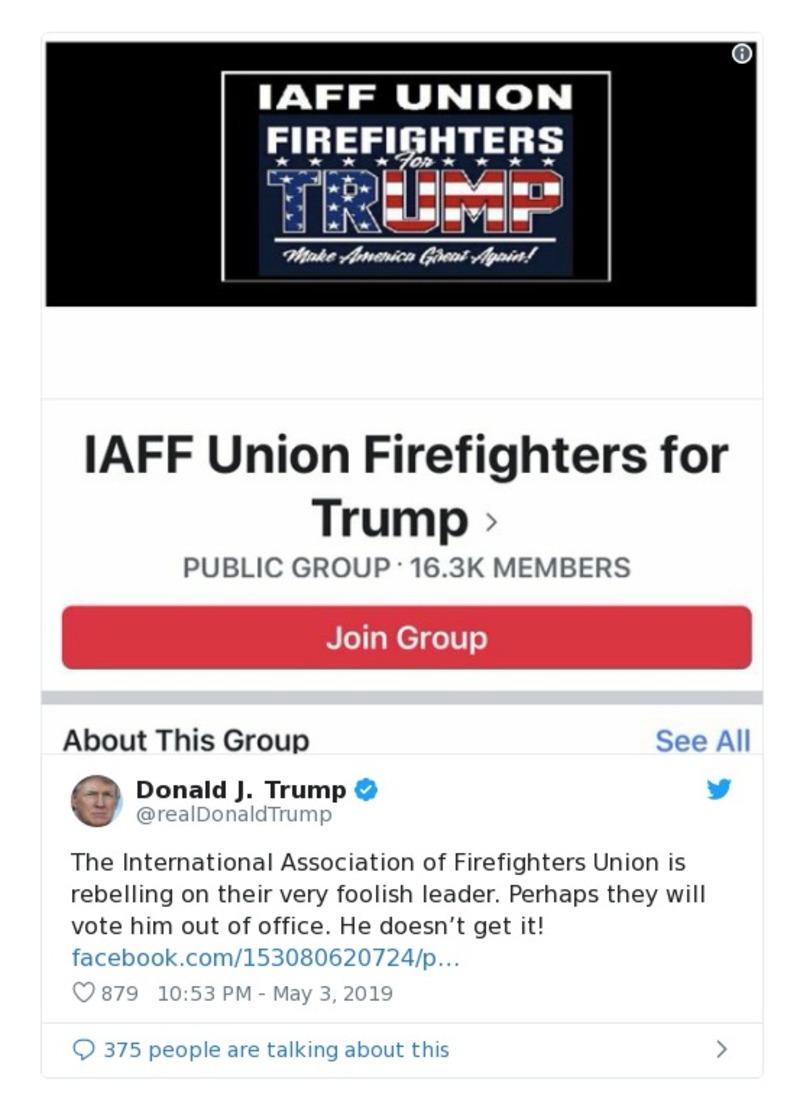 IAFF UNION
FIREFIGHTERS
For
TRUMP
Make America Great Again!
IAFF Union Firefighters for
Trump >
PUBLIC GROUP · 16.3K MEMBERS
Join Group
About This Group
See All
Donald J. Trump
@realDonaldTrump
The International Association of Firefighters Union is
rebelling on their very foolish leader. Perhaps they will
vote him out of office. He doesn’t get it!
facebook.com/153080620724/p…
879 10:53 PM - May 3, 2019
375 people are talking about this